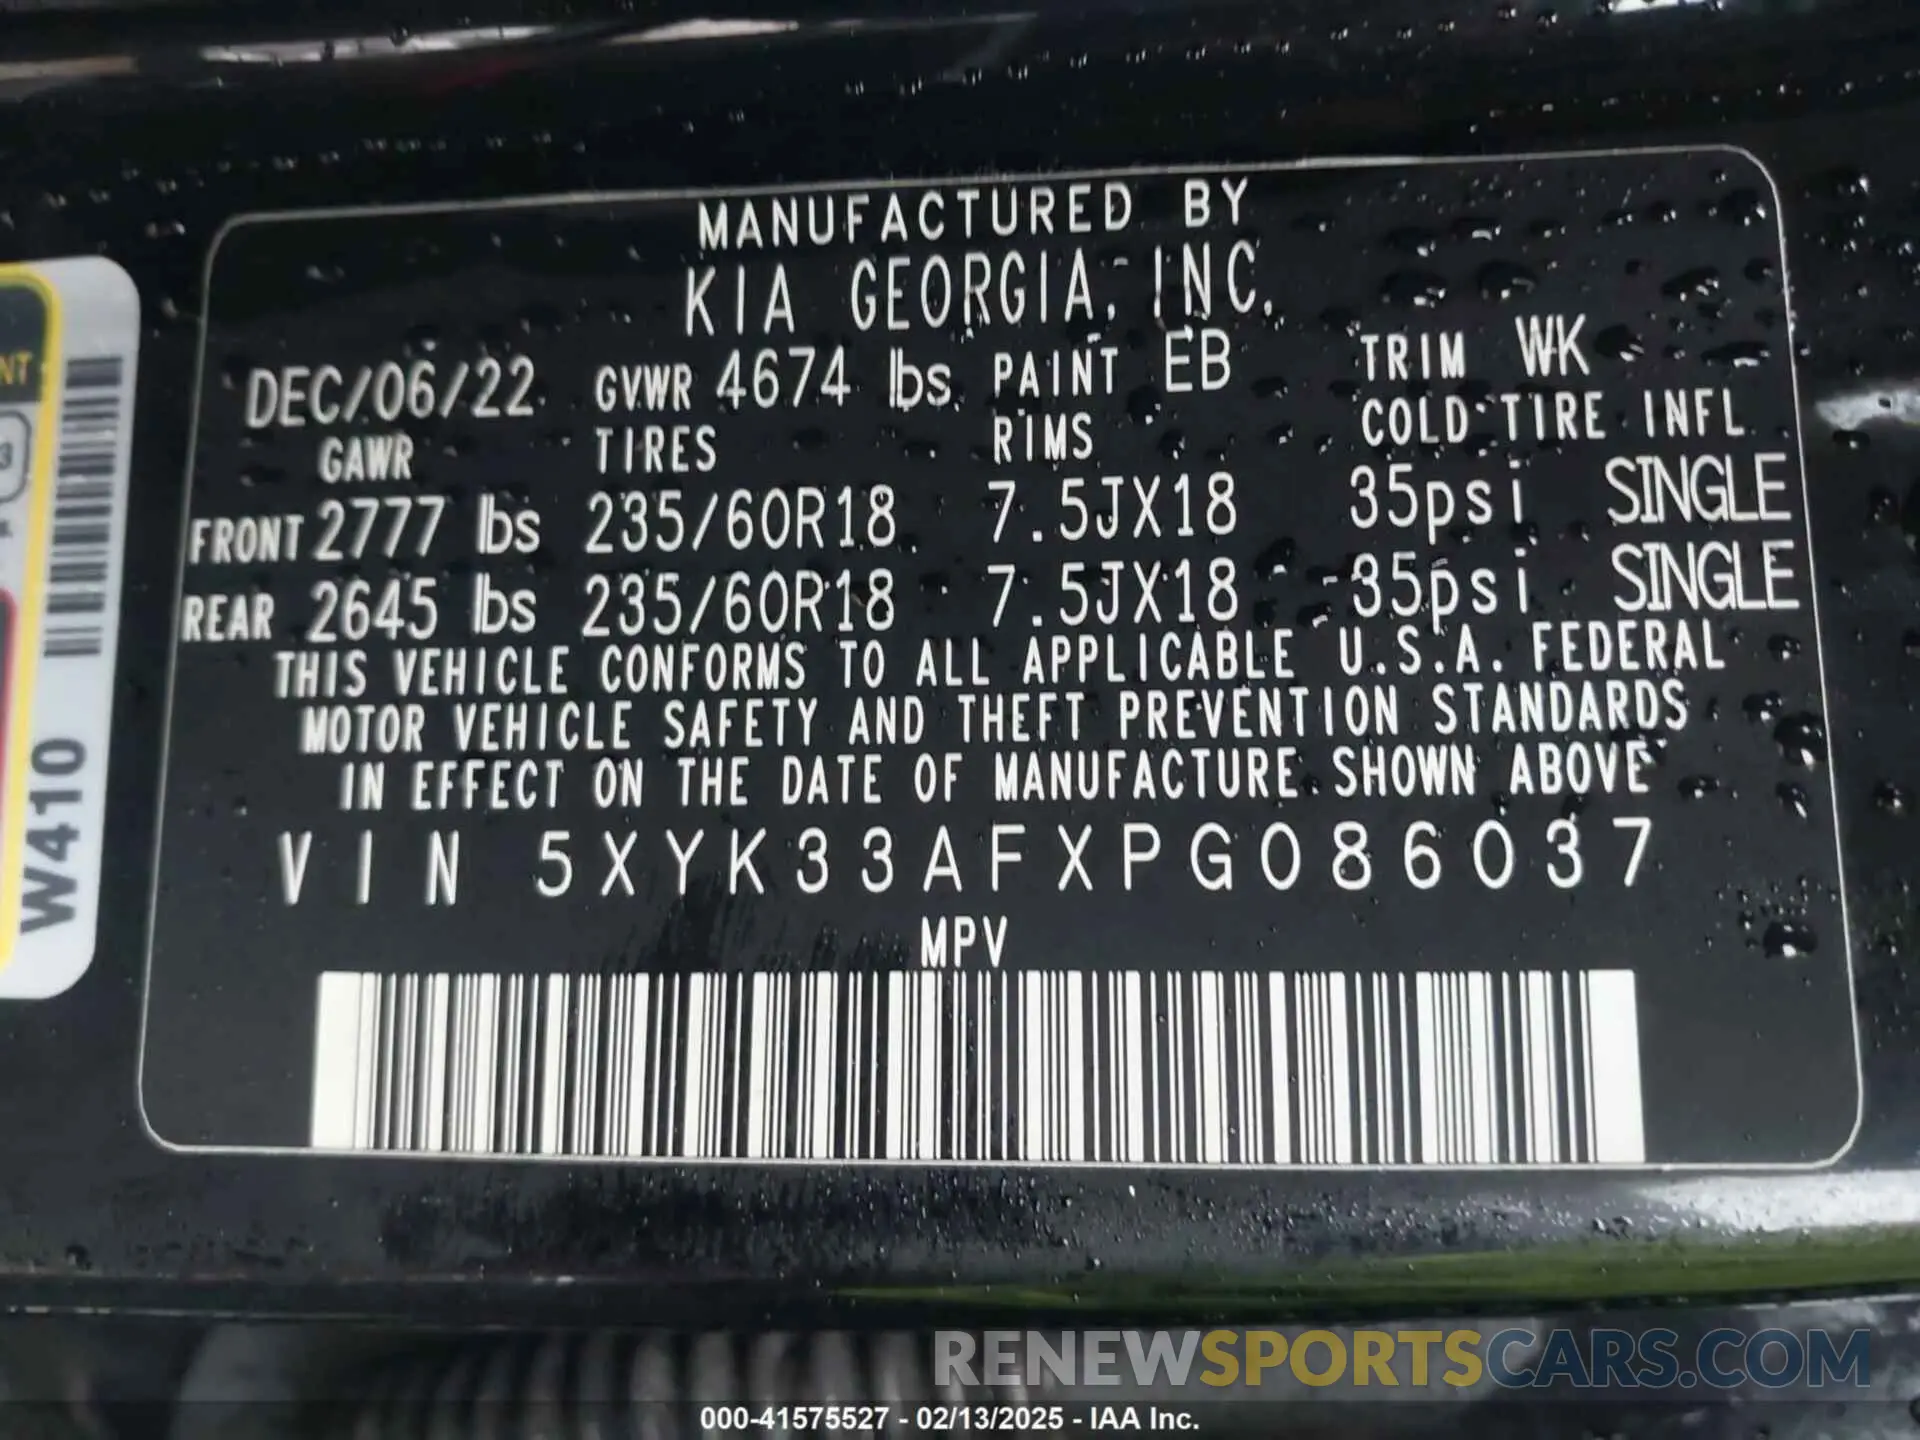 MANUFACTURED BY
KIA GEORGIA, INC.
DEC/06/22 GVWR 4674 lbs PAINT EB TRIM WK
GAWR TIRES RIMS COLD TIRE INFL
FRONT 2777 lbs 235/60R18 7.5JX18 35psi SINGLE
REAR 2645 lbs 235/60R18 7.5JX18 35psi SINGLE
THIS VEHICLE CONFORMS TO ALL APPLICABLE U.S.A. FEDERAL
MOTOR VEHICLE SAFETY AND THEFT PREVENTION STANDARDS
IN EFFECT ON THE DATE OF MANUFACTURE SHOWN ABOVE
VIN 5XYK33AFXPG086037
MPV
W410
RENEWSPORTSCARS.COM
000-41575527 - 02/13/2025 - IAA Inc.